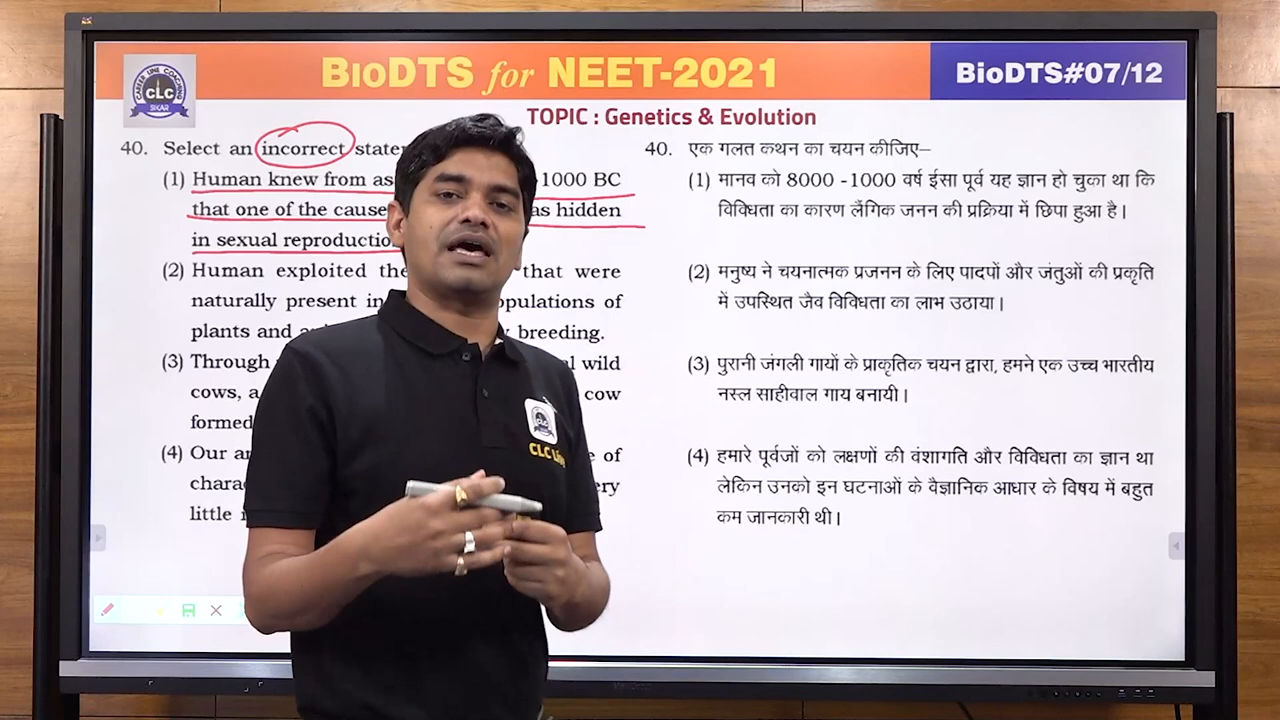 BIODTS for NEET-2021
BioDTS#07/12
CAREER LINE COACHING
CLC
SIKAR
TOPIC : Genetics & Evolution
40. Select an incorrect
(1) Human knew from as 1000 BC
that one of the cause as hidden
in sexual
(2) Human exploited the that were
naturally present in populations of
plants and breeding.
(3) Through wild
cows, cow
formed
(4) Our of
little
40. एक गलत कथन का चयन कीजिए–
(1) मानव को 8000 -1000 वर्ष ईसा पूर्व यह ज्ञान हो चुका था कि
विविधता का कारण लैंगिक जनन की प्रक्रिया में छिपा हुआ है।
(2) मनुष्य ने चयनात्मक प्रजनन के लिए पादपों और जंतुओं की प्रकृति
में उपस्थित जैव विविधता का लाभ उठाया।
(3) पुरानी जंगली गायों के प्राकृतिक चयन द्वारा, हमने एक उच्च भारतीय
नस्ल साहीवाल गाय बनायी।
(4) हमारे पूर्वजों को लक्षणों की वंशागति और विविधता का ज्ञान था
लेकिन उनको इन घटनाओं के वैज्ञानिक आधार के विषय में बहुत
कम जानकारी थी।
CLC